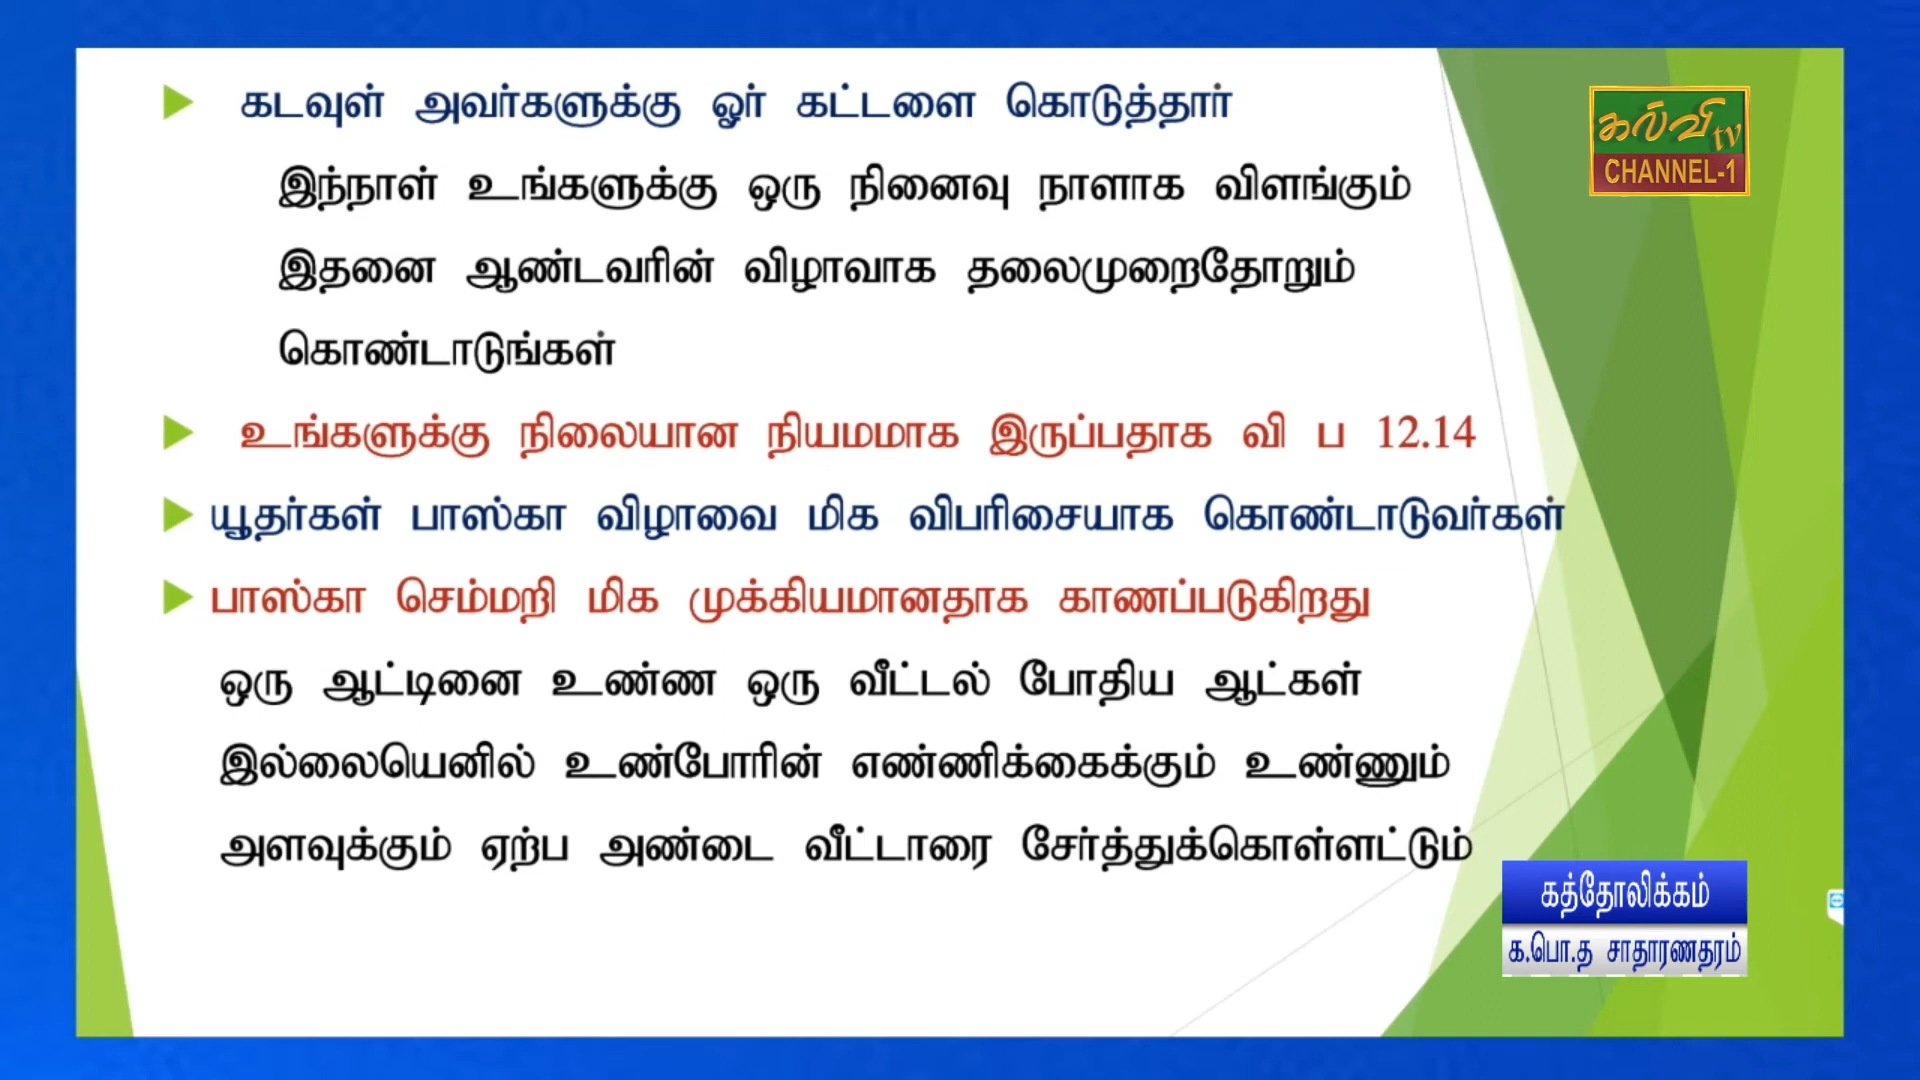 கடவுள் அவர்களுக்கு ஓர் கட்டளை கொடுத்தார்
இந்நாள் உங்களுக்கு ஒரு நினைவு நாளாக விளங்கும்
இதனை ஆண்டவரின் விழாவாக தலைமுறைதோறும்
கொண்டாடுங்கள்
உங்களுக்கு நிலையான நியமமாக இருப்பதாக வி ப 12.14
யூதர்கள் பாஸ்கா விழாவை மிக விபரிசையாக கொண்டாடுவர்கள்
பாஸ்கா செம்மறி மிக முக்கியமானதாக காணப்படுகிறது
ஒரு ஆட்டினை உண்ண ஒரு வீட்டல் போதிய ஆட்கள்
இல்லையெனில் உண்போரின் எண்ணிக்கைக்கும் உண்ணும்
அளவுக்கும் ஏற்ப அண்டை வீட்டாரை சேர்த்துக்கொள்ளட்டும்
கல்வி tv
CHANNEL-1
கத்தோலிக்கம்
க.பொ.த சாதாரணதரம்